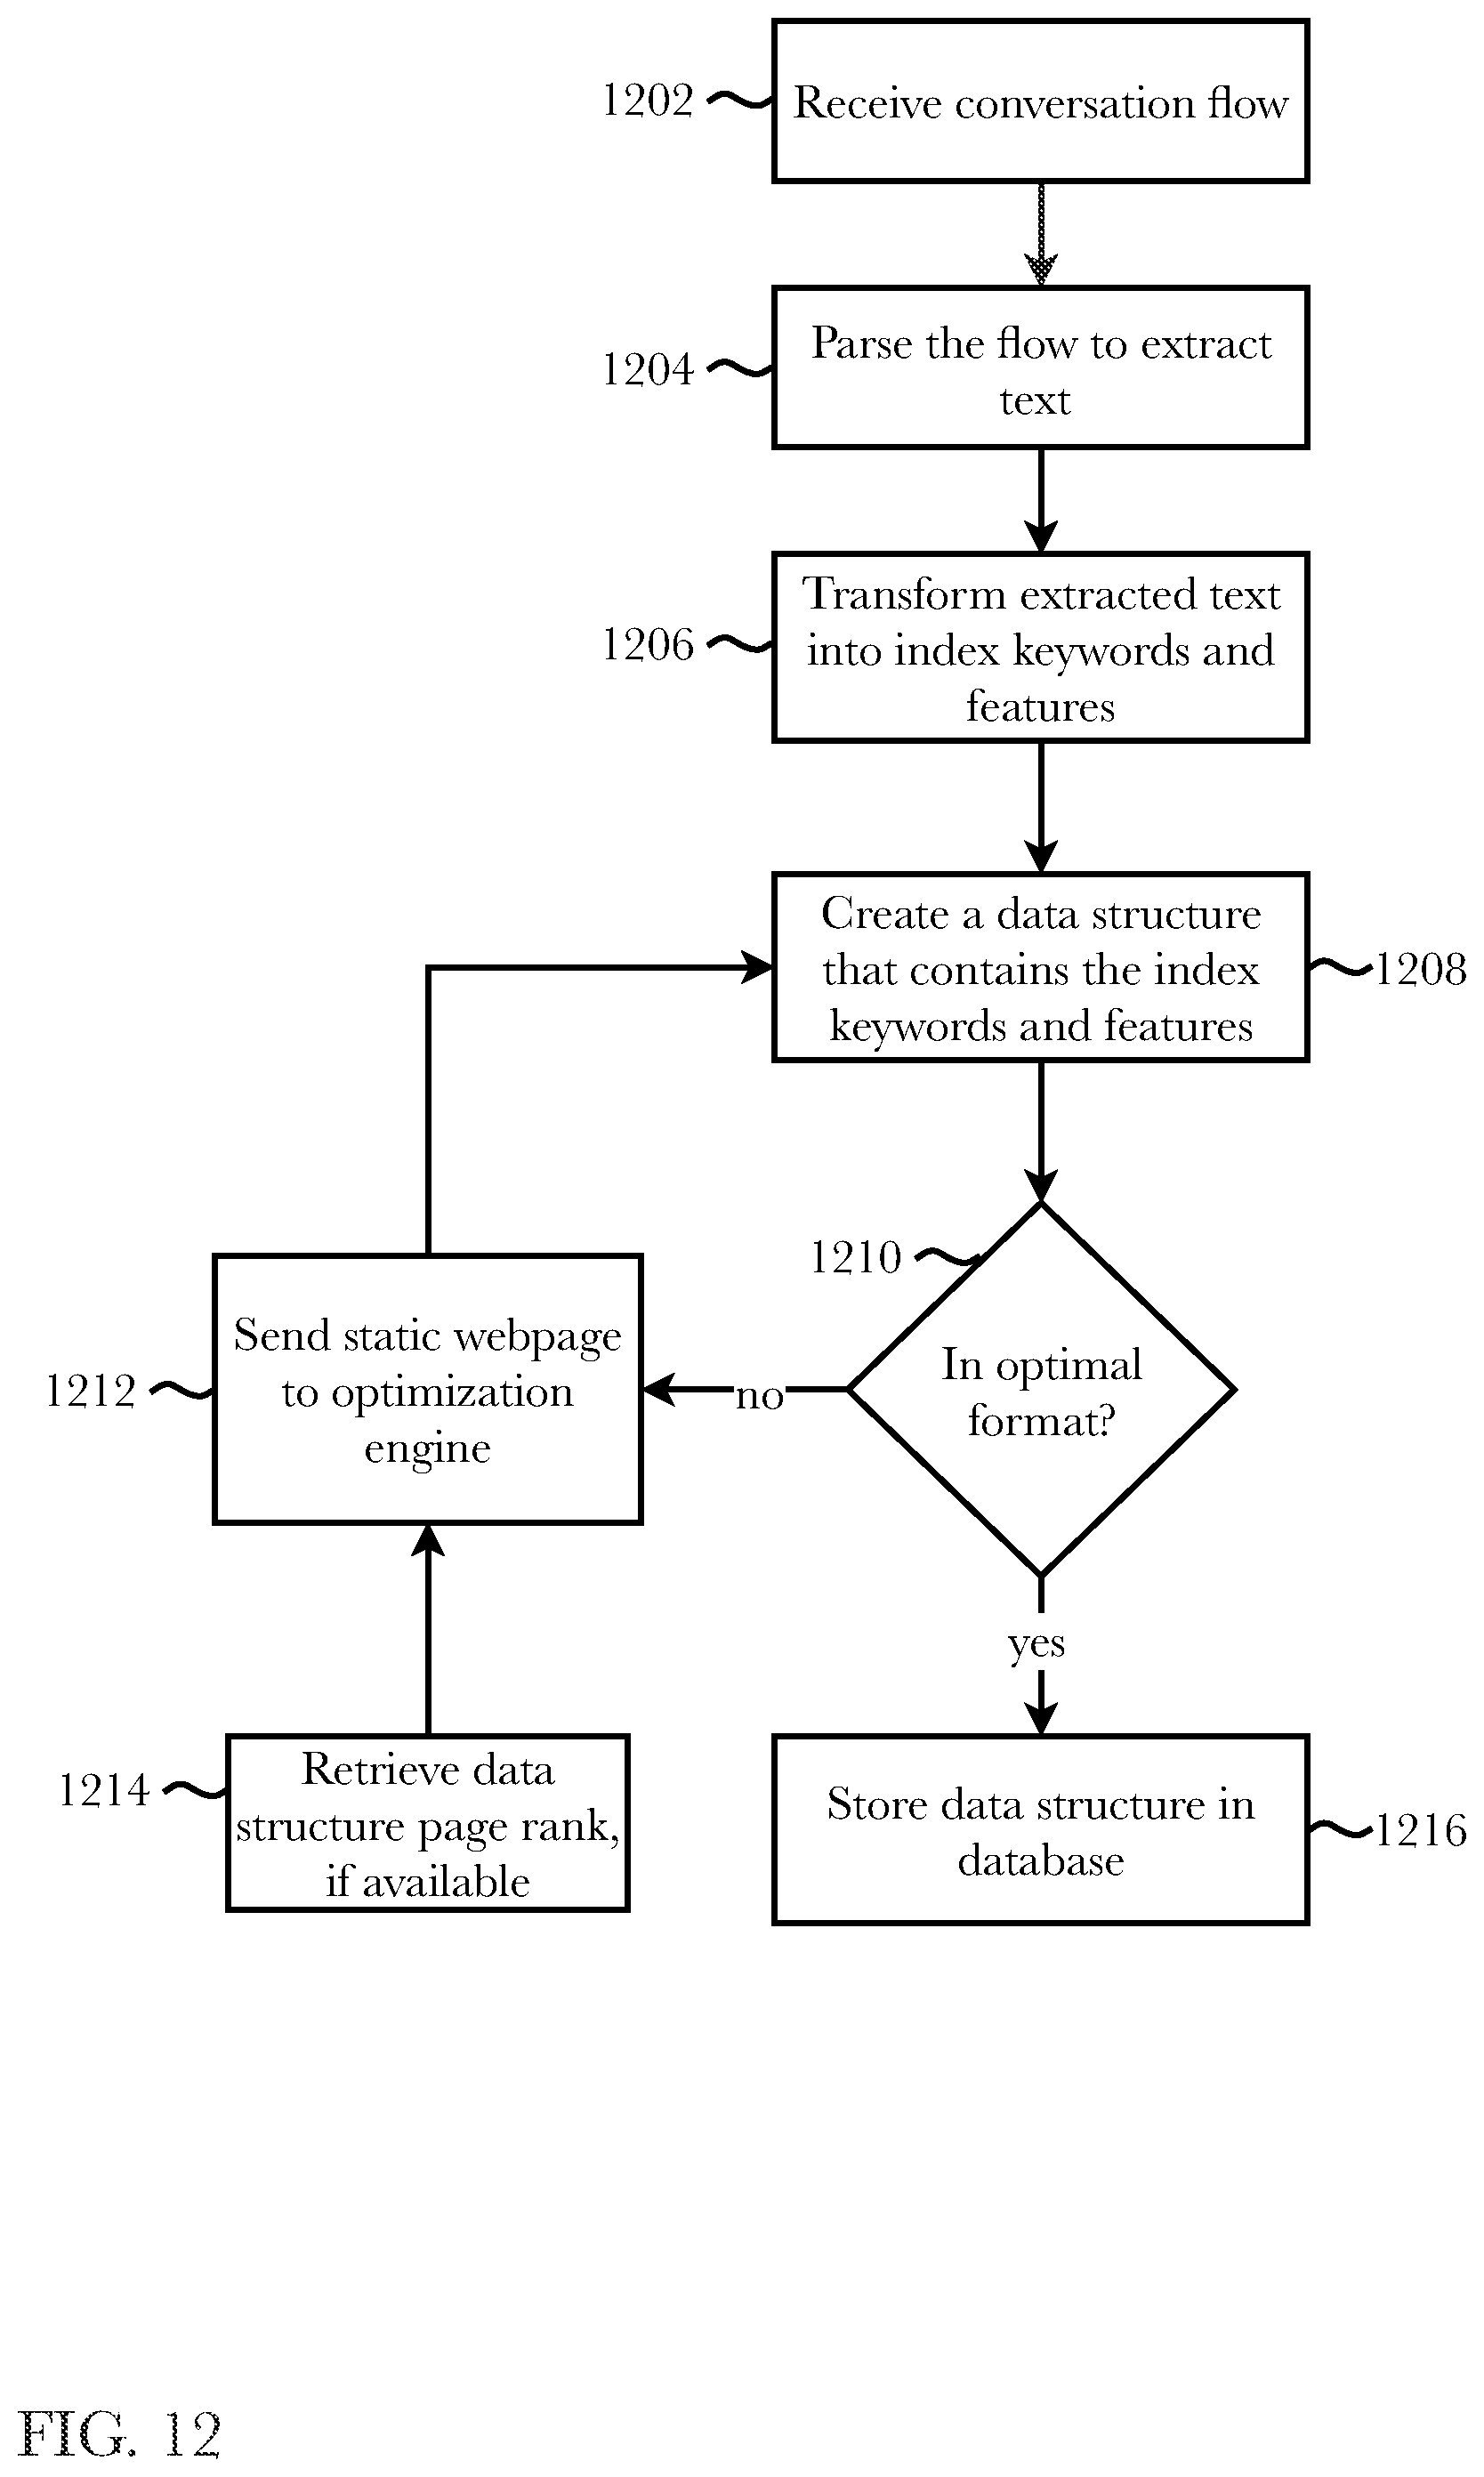 1202
Receive conversation flow
1204
Parse the flow to extract
text
1206
Transform extracted text
into index keywords and
features
Create a data structure
that contains the index
keywords and features
1208
1210
In optimal
format?
no
1212
Send static webpage
to optimization
engine
yes
1214
Retrieve data
structure page rank,
if available
Store data structure in
database
1216
FIG. 12